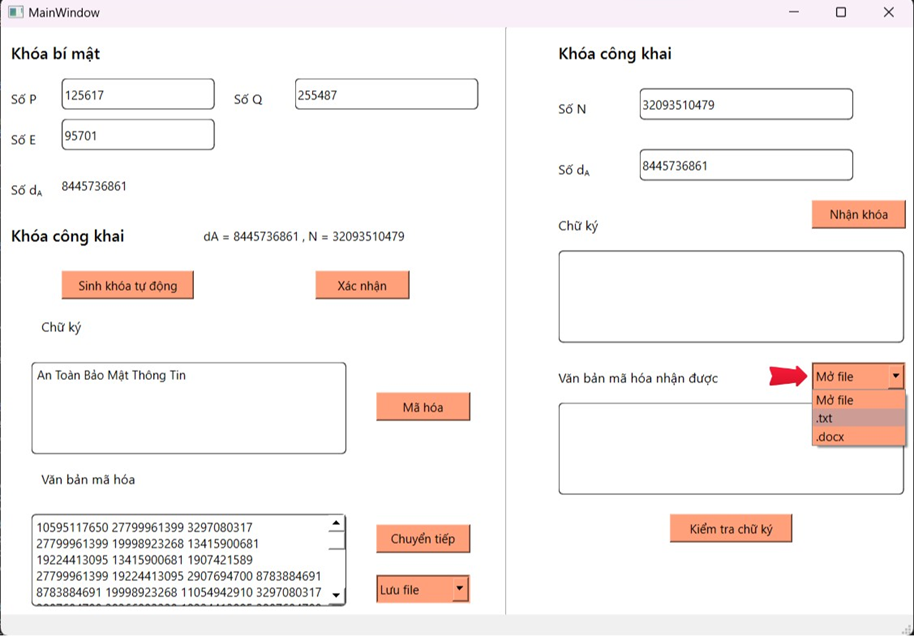 MainWindow
Khóa bí mật
Số P
125617
Số Q
255487
Số E
95701
Số dA
8445736861
Khóa công khai
dA = 8445736861 , N = 32093510479
Sinh khóa tự động
Xác nhận
Chữ ký
An Toàn Bảo Mật Thông Tin
Mã hóa
Văn bản mã hóa
10595117650 27799961399 3297080317
27799961399 19998923268 13415900681
19224413095 13415900681 1907421589
27799961399 19224413095 2907694700 8783884691
8783884691 19998923268 11054942910 3297080317
Chuyển tiếp
Lưu file
Khóa công khai
Số N
32093510479
Số dA
8445736861
Nhận khóa
Chữ ký
Văn bản mã hóa nhận được
Mở file
Mở file
.txt
.docx
Kiểm tra chữ ký